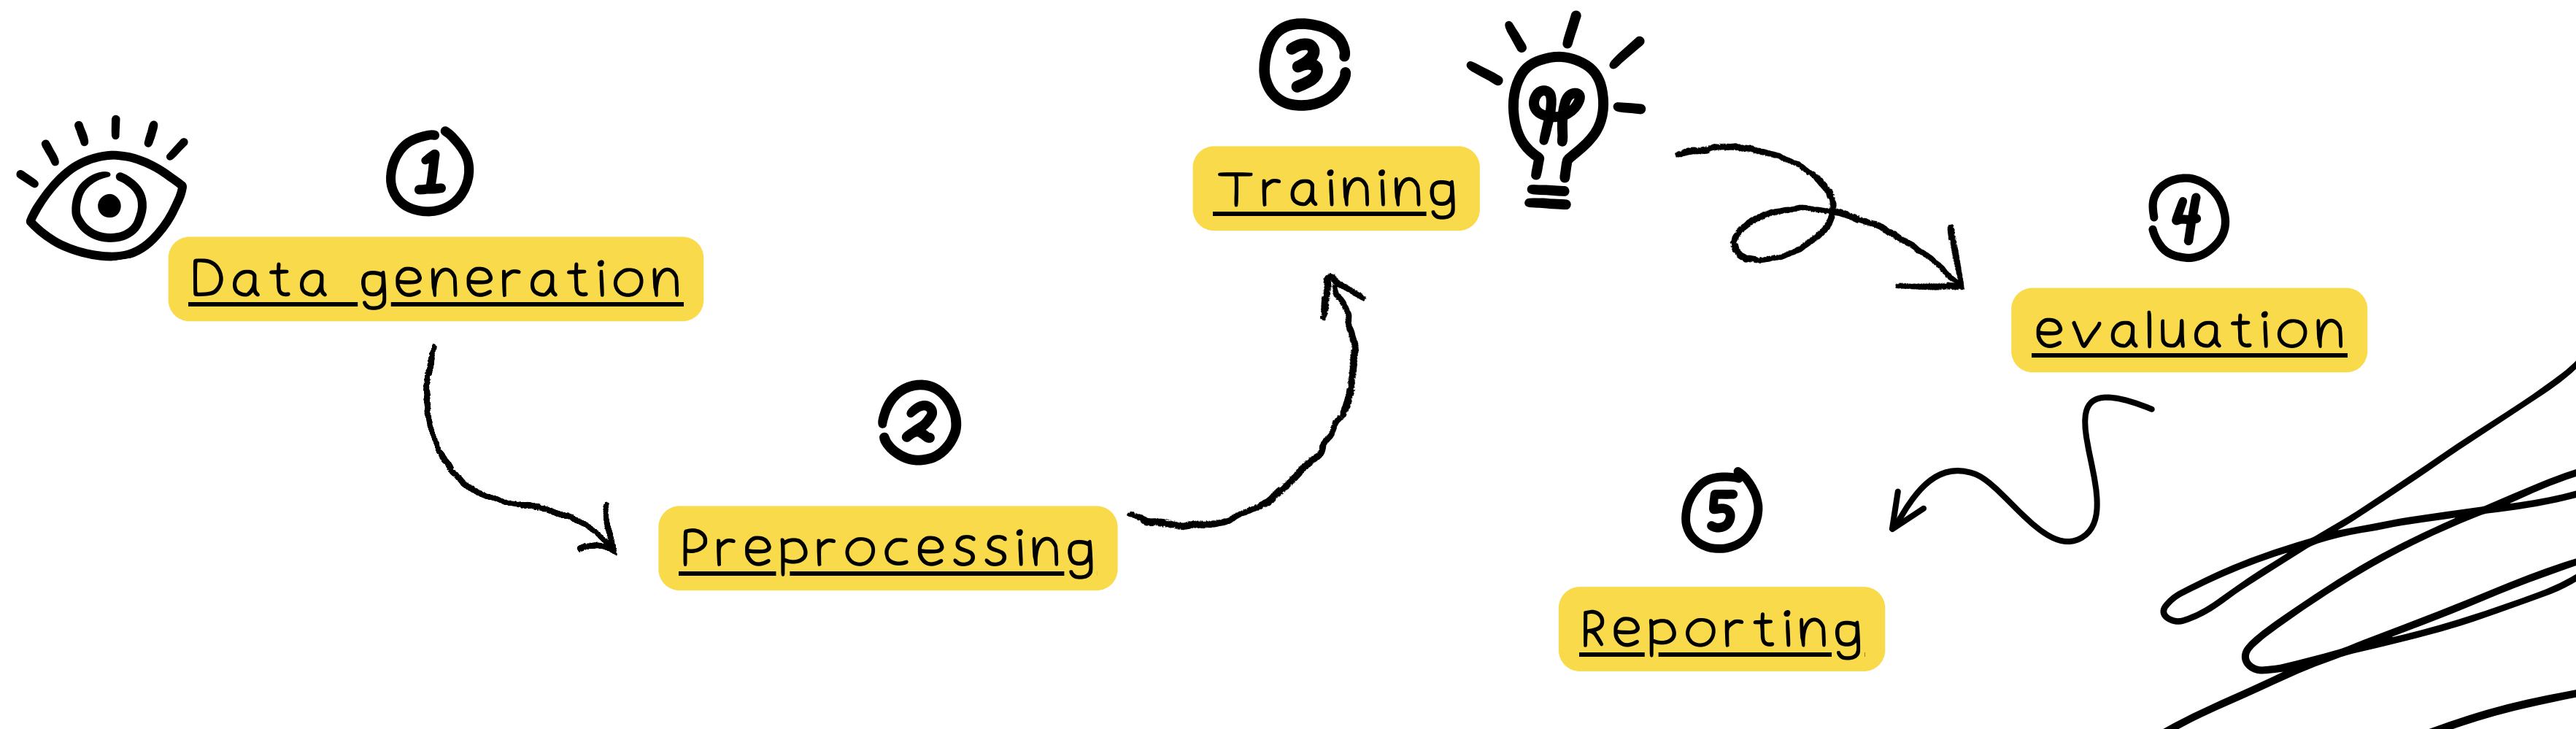 1
Data generation
2
Preprocessing
3
Training
4
evaluation
5
Reporting